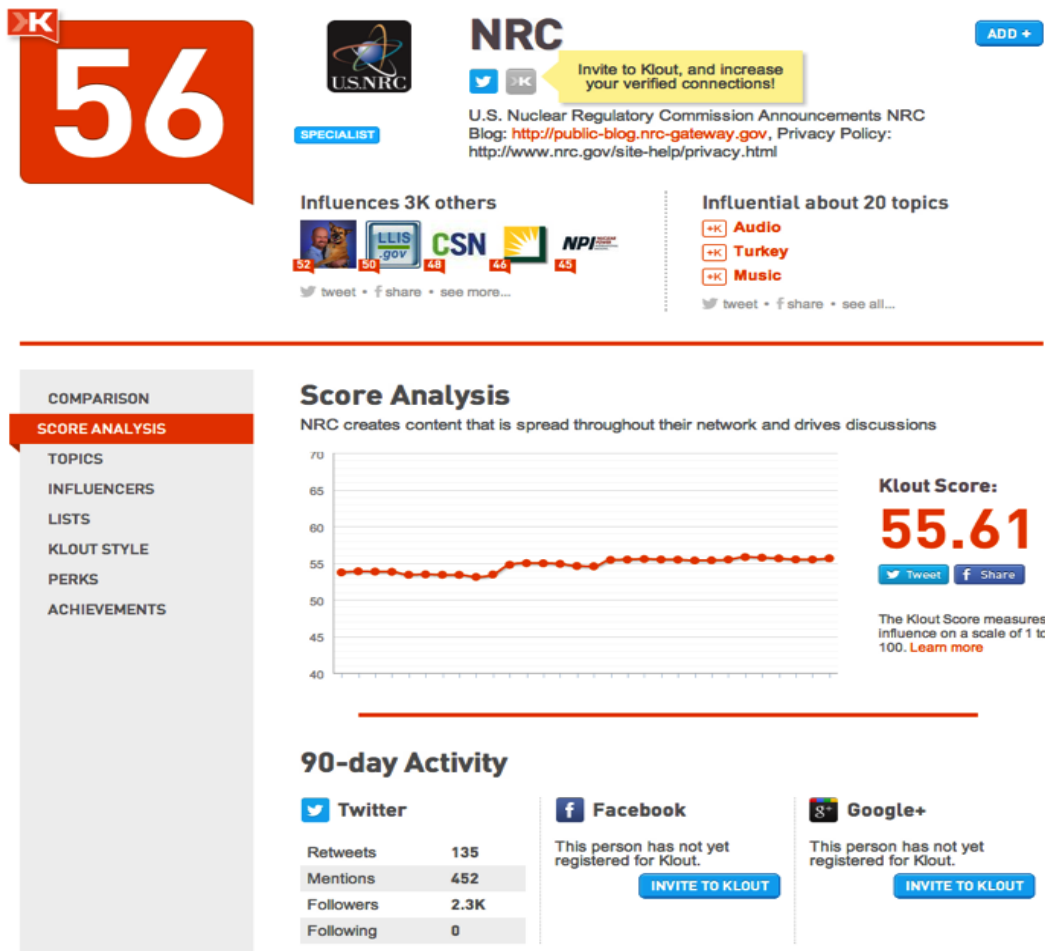 K
56
U.S.NRC
SPECIALIST
NRC
ADD +
K
Invite to Klout, and increase
your verified connections!
U.S. Nuclear Regulatory Commission Announcements NRC
Blog: http://public-blog.nrc-gateway.gov, Privacy Policy:
http://www.nrc.gov/site-help/privacy.html
Influences 3K others
52
LLIS
.gov
50
CSN
48
46
NPI
45
tweet • f share • see more...
Influential about 20 topics
+K Audio
+K Turkey
+K Music
tweet • f share • see all...
COMPARISON
SCORE ANALYSIS
TOPICS
INFLUENCERS
LISTS
KLOUT STYLE
PERKS
ACHIEVEMENTS
Score Analysis
NRC creates content that is spread throughout their network and drives discussions
70
65
60
55
50
45
40
Klout Score:
55.61
Tweet
f Share
The Klout Score measures
influence on a scale of 1 to
100. Learn more
90-day Activity
Twitter
Retweets 135
Mentions 452
Followers 2.3K
Following 0
f Facebook
This person has not yet
registered for Klout.
INVITE TO KLOUT
g+ Google+
This person has not yet
registered for Klout.
INVITE TO KLOUT